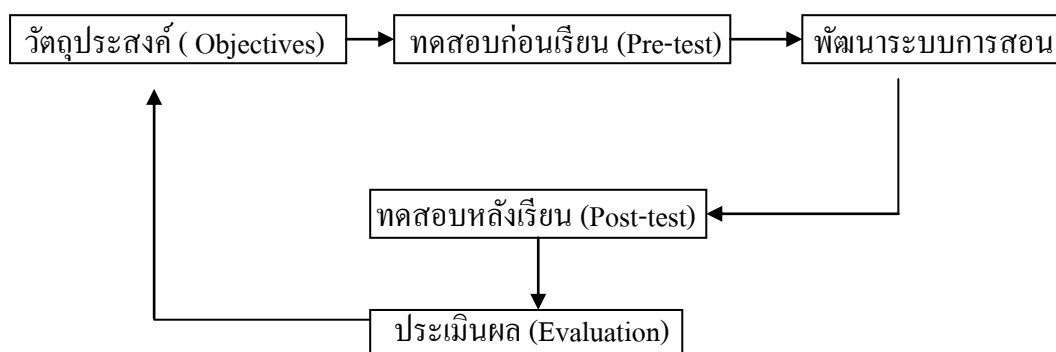 วัตถุประสงค์ ( Objectives)
ทดสอบก่อนเรียน (Pre-test)
พัฒนาระบบการสอน
ทดสอบหลังเรียน (Post-test)
ประเมินผล (Evaluation)